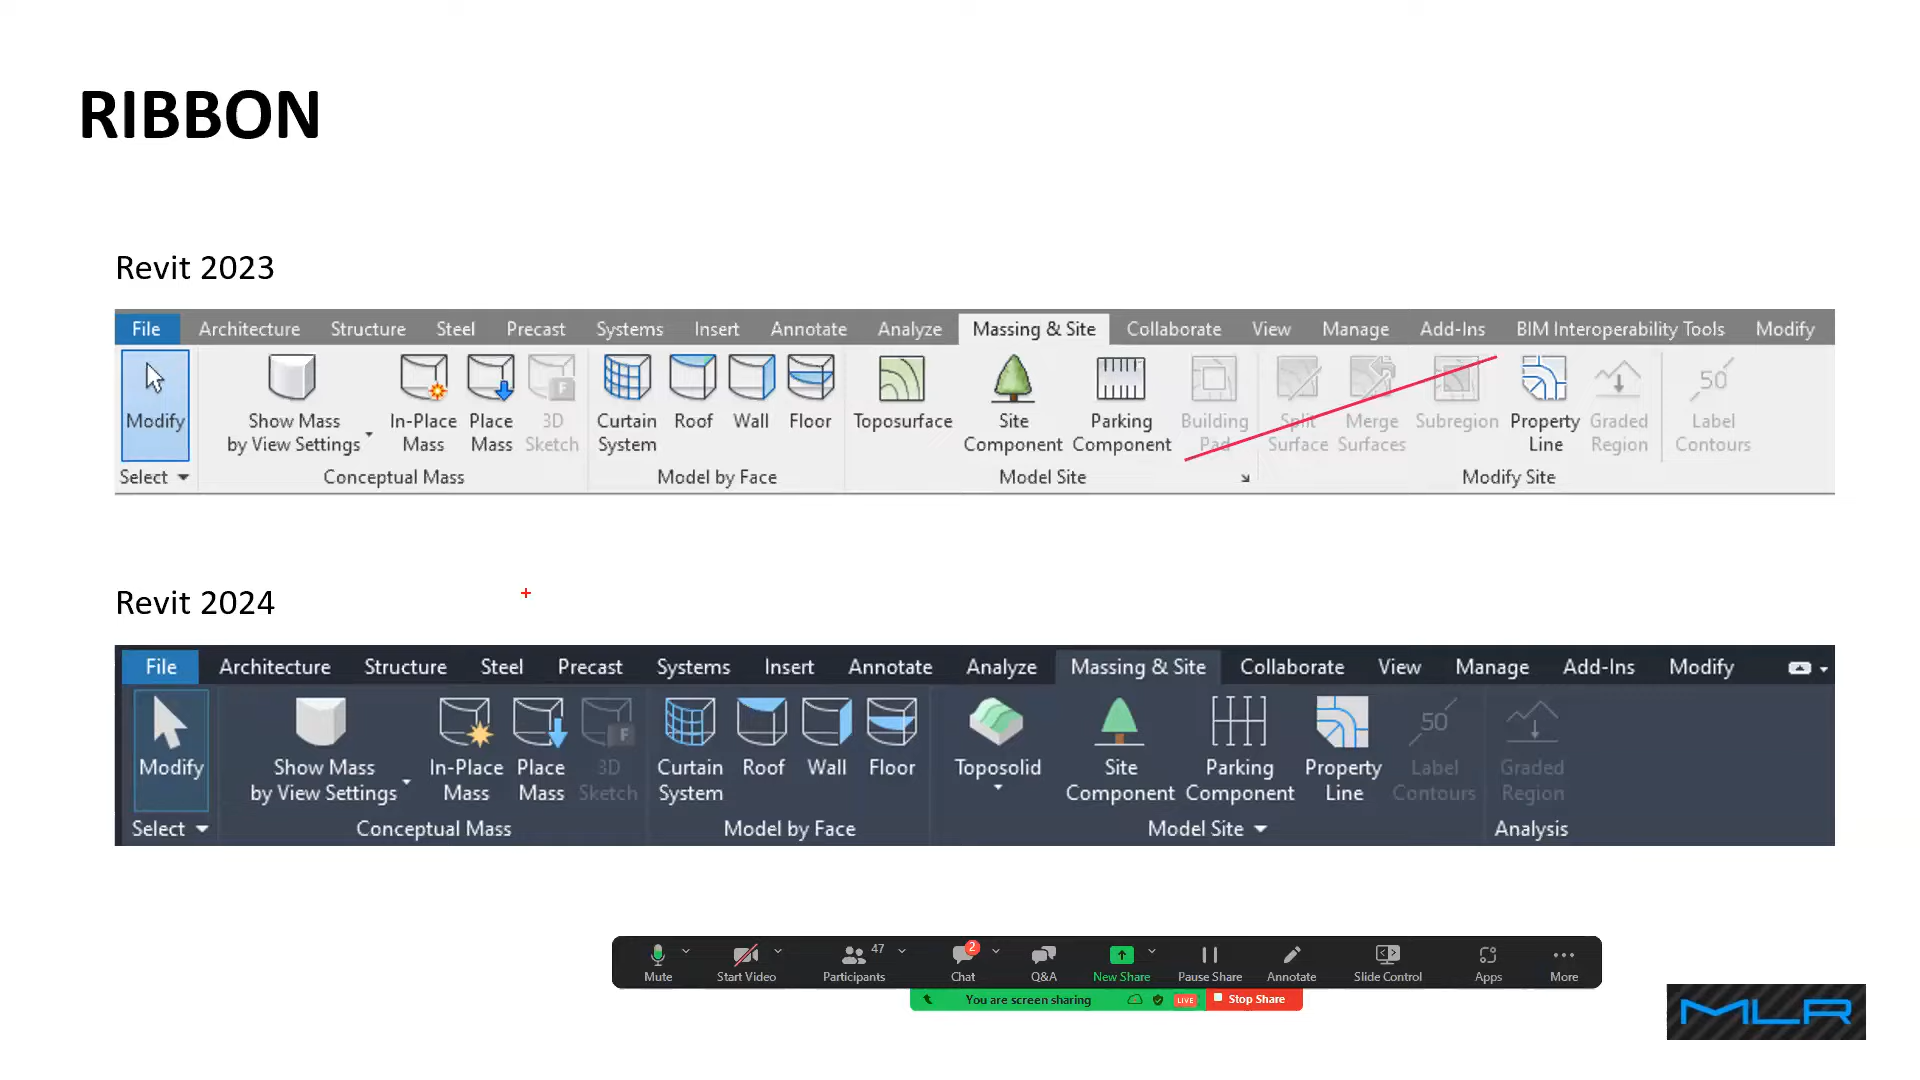 RIBBON
Revit 2023
File Architecture Structure Steel Precast Systems Insert Annotate Analyze Massing & Site Collaborate View Manage Add-Ins BIM Interoperability Tools Modify
Modify Show Mass In-Place Place 3D Curtain Roof Wall Floor Toposurface Site Parking Building Split Merge Subregion Property Graded Label
by View Settings Mass Mass Sketch System Component Component Pad Surface Surfaces Line Region Contours
50
Select Conceptual Mass Model by Face Model Site Modify Site
Revit 2024
File Architecture Structure Steel Precast Systems Insert Annotate Analyze Massing & Site Collaborate View Manage Add-Ins Modify
50
Modify Show Mass In-Place Place 3D Curtain Roof Wall Floor Toposolid Site Parking Property Label Graded
by View Settings Mass Mass Sketch System Component Component Line Contours Region
Select Conceptual Mass Model by Face Model Site Analysis
47 2
Mute Start Video Participants Chat Q&A New Share Pause Share Annotate Slide Control Apps More
You are screen sharing LIVE Stop Share
MLR